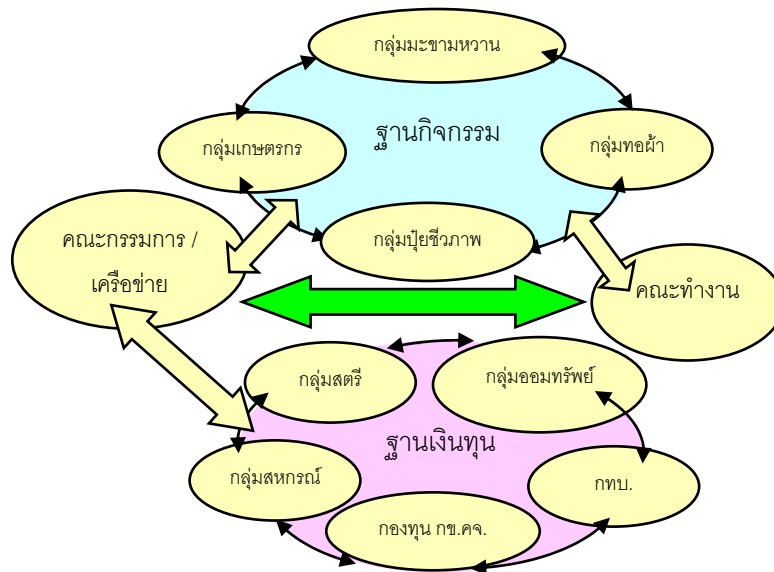 กลุ่มมะขามหวาน
ฐานกิจกรรม
กลุ่มเกษตรกร
กลุ่มทอผ้า
กลุ่มปุ๋ยชีวภาพ
คณะกรรมการ /
เครือข่าย
คณะทำงาน
กลุ่มสตรี
กลุ่มออมทรัพย์
ฐานเงินทุน
กลุ่มสหกรณ์
กทบ.
กองทุน กข.คจ.